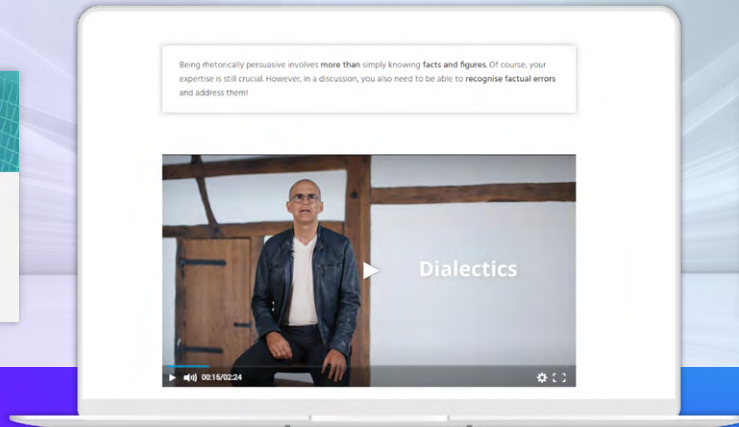 Being rhetorically persuasive involves more than simply knowing facts and figures. Of course, your
expertise is still crucial. However, in a discussion, you also need to be able to recognise factual errors
and address them!
Dialectics
00:16/02:24